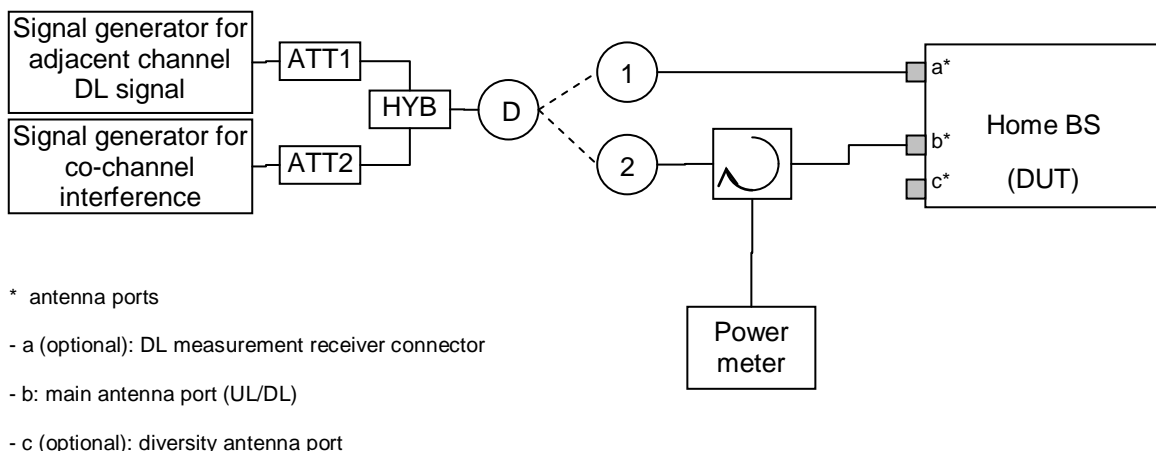 Signal generator for
adjacent channel
DL signal
ATT1
HYB
Signal generator for
co-channel
interference
ATT2
D
1
2
a*
b*
c*
Home BS
(DUT)
Power
meter
* antenna ports
- a (optional): DL measurement receiver connector
- b: main antenna port (UL/DL)
- c (optional): diversity antenna port